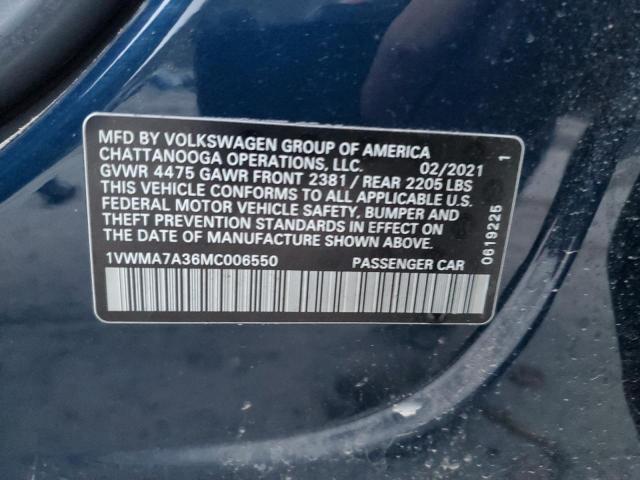 MFD BY VOLKSWAGEN GROUP OF AMERICA
CHATTANOOGA OPERATIONS, LLC. 02/2021
GVWR 4475 GAWR FRONT 2381 / REAR 2205 LBS
THIS VEHICLE CONFORMS TO ALL APPLICABLE U.S.
FEDERAL MOTOR VEHICLE SAFETY, BUMPER AND
THEFT PREVENTION STANDARDS IN EFFECT ON
THE DATE OF MANUFACTURE SHOWN ABOVE.
1VWMA7A36MC006550 PASSENGER CAR
0619225 1